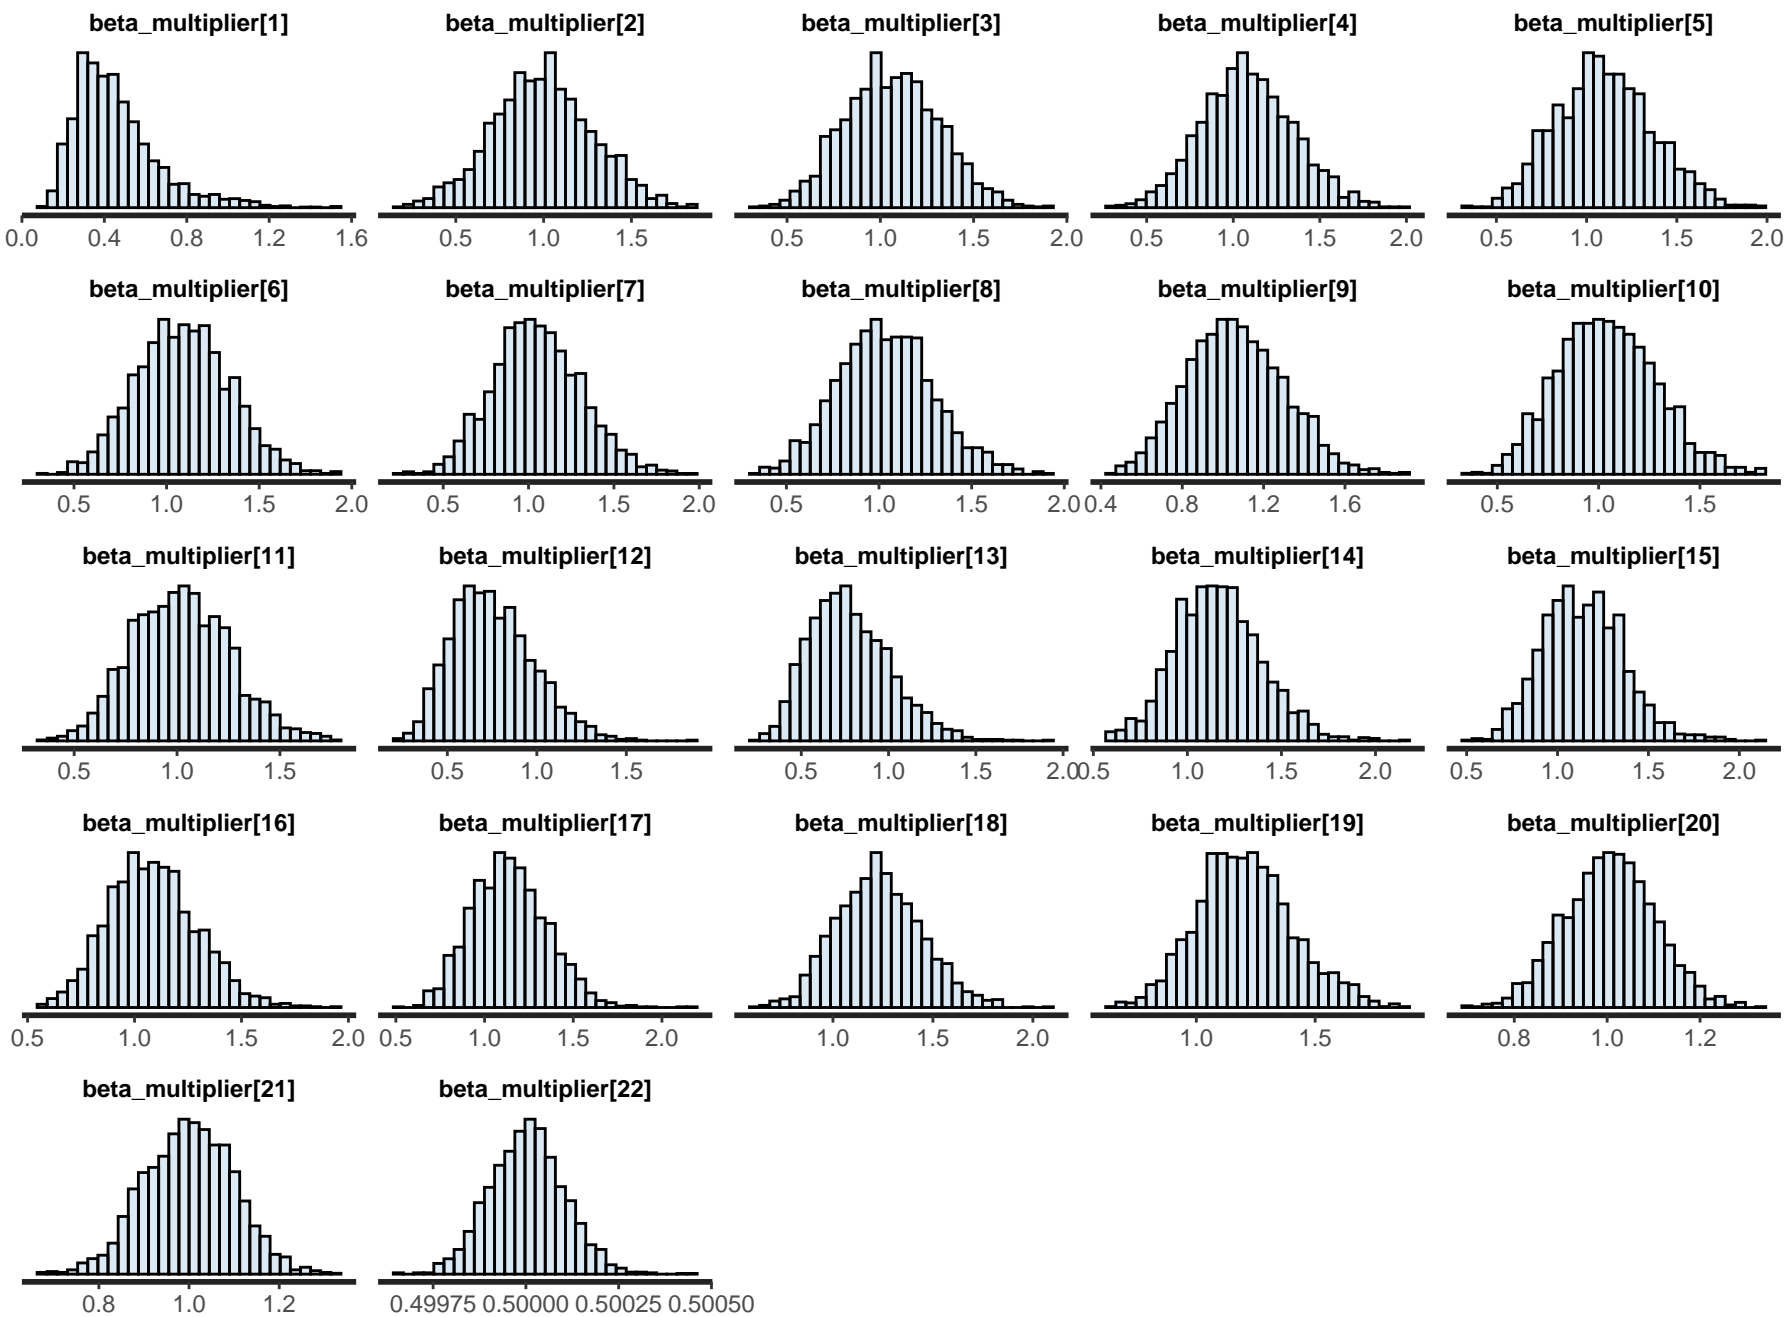 beta_multiplier[1] beta_multiplier[2] beta_multiplier[3] beta_multiplier[4] beta_multiplier[5]
0.0 0.4 0.8 1.2 1.6 0.5 1.0 1.5 0.5 1.0 1.5 2.0 0.5 1.0 1.5 2.0 0.5 1.0 1.5 2.0
beta_multiplier[6] beta_multiplier[7] beta_multiplier[8] beta_multiplier[9] beta_multiplier[10]
0.5 1.0 1.5 2.0 0.5 1.0 1.5 2.0 0.5 1.0 1.5 2.0 0.4 0.8 1.2 1.6 0.5 1.0 1.5
beta_multiplier[11] beta_multiplier[12] beta_multiplier[13] beta_multiplier[14] beta_multiplier[15]
0.5 1.0 1.5 0.5 1.0 1.5 0.5 1.0 1.5 2.0 0.5 1.0 1.5 2.0 0.5 1.0 1.5 2.0
beta_multiplier[16] beta_multiplier[17] beta_multiplier[18] beta_multiplier[19] beta_multiplier[20]
0.5 1.0 1.5 2.0 0.5 1.0 1.5 2.0 1.0 1.5 2.0 1.0 1.5 0.8 1.0 1.2
beta_multiplier[21] beta_multiplier[22]
0.8 1.0 1.2 0.49975 0.50000 0.50025 0.50050